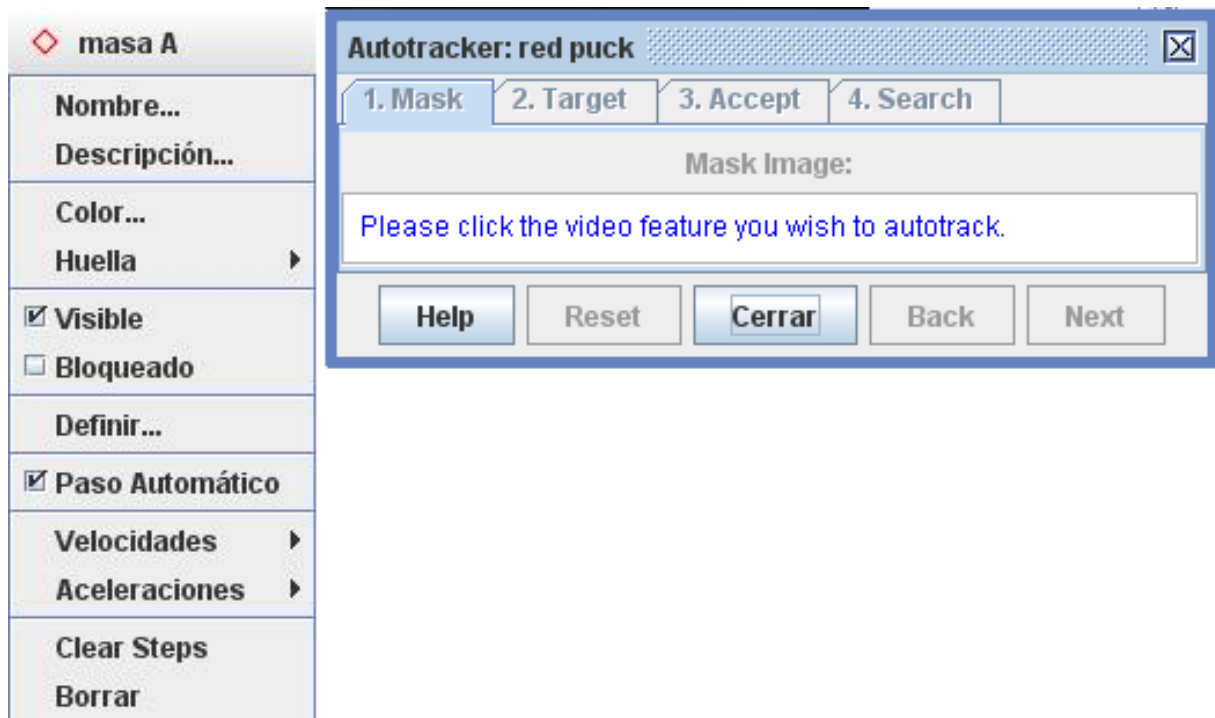 masa A
Nombre...
Descripción...
Color...
Huella
Visible
Bloqueado
Definir...
Paso Automático
Velocidades
Aceleraciones
Clear Steps
Borrar
Autotracker: red puck
1. Mask 2. Target 3. Accept 4. Search
Mask Image:
Please click the video feature you wish to autotrack.
Help Reset Cerrar Back Next